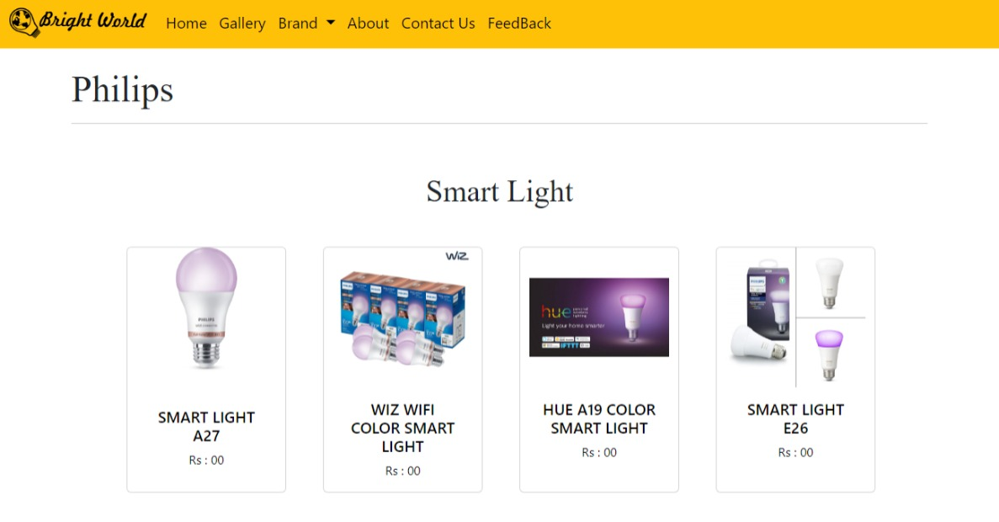 Bright World Home Gallery Brand About Contact Us FeedBack
Philips
Smart Light
WiZ
PHILIPS
hue
Light your home smarter
IFTTT
PHILIPS
SMART LIGHT
A27
Rs : 00
WIZ WIFI
COLOR SMART
LIGHT
Rs : 00
HUE A19 COLOR
SMART LIGHT
Rs : 00
SMART LIGHT
E26
Rs : 00